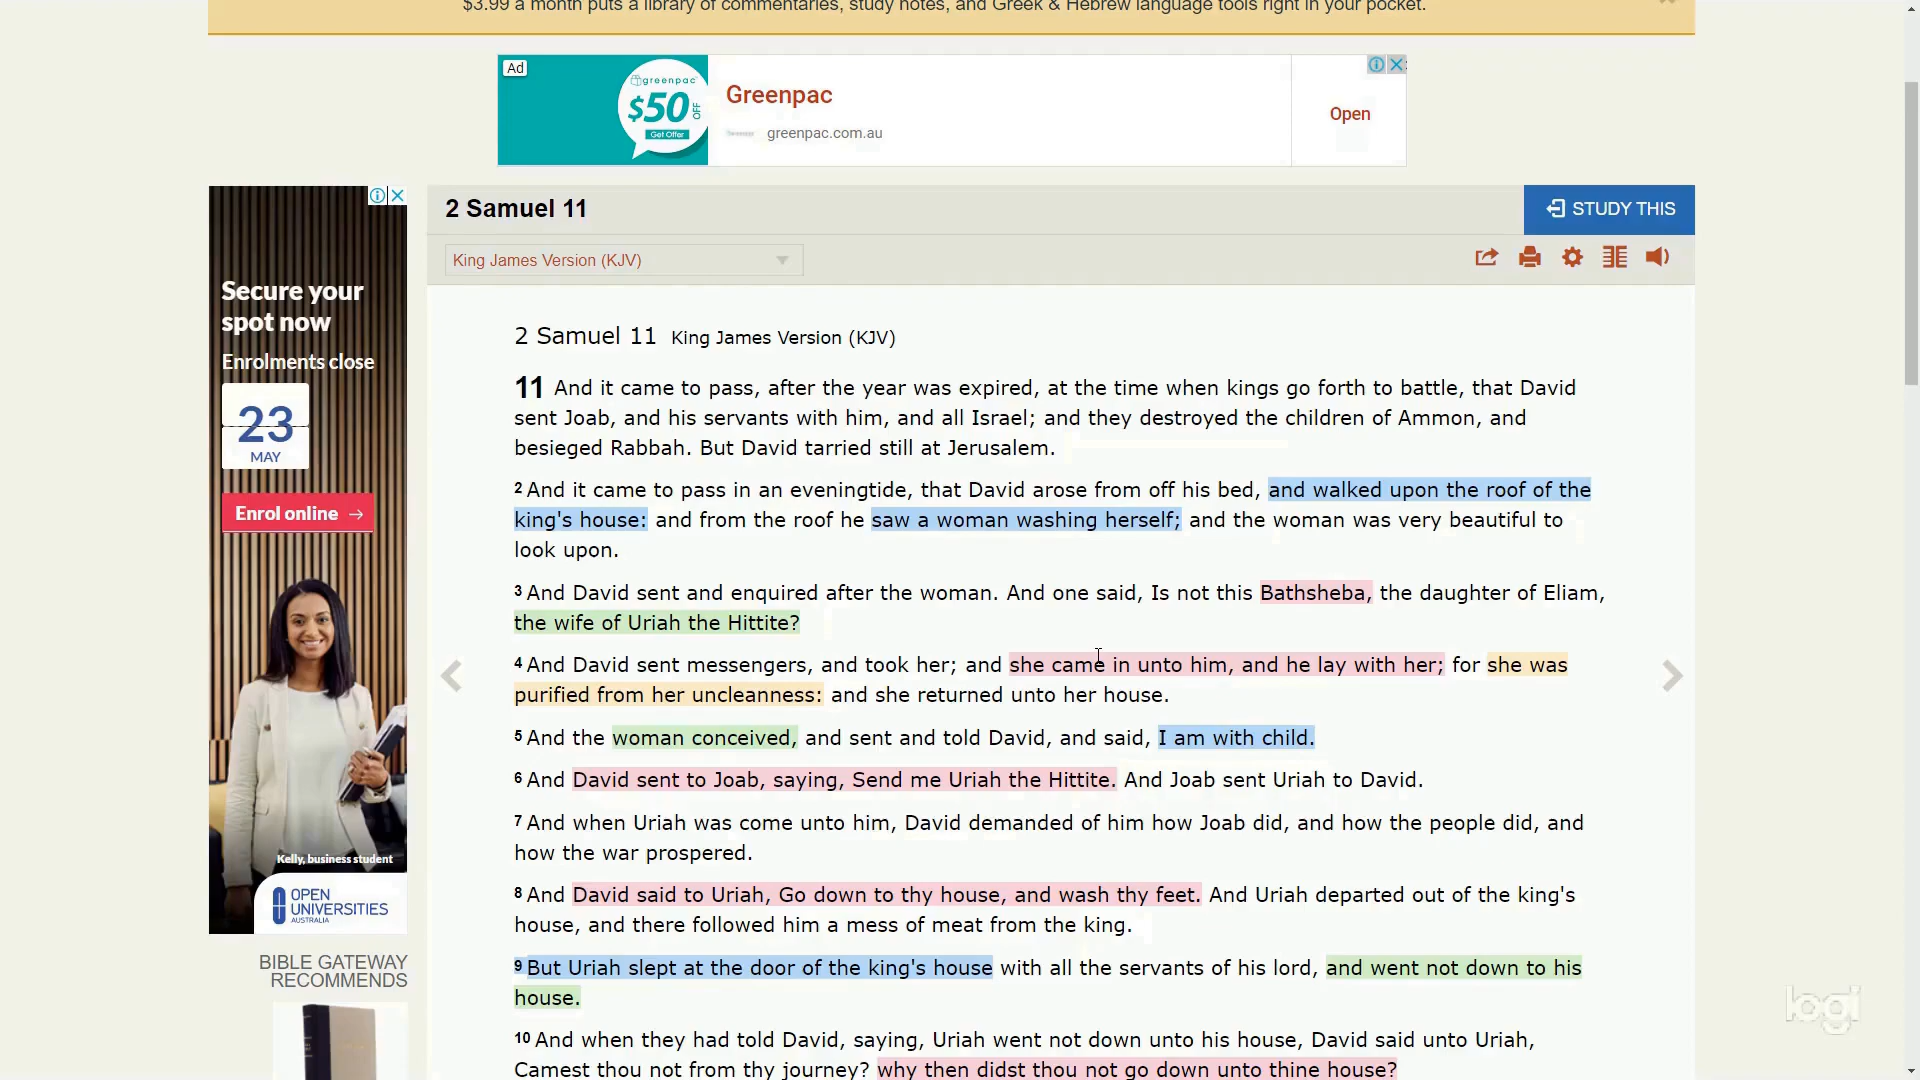 $3.99 a month puts a library of commentaries, study notes, and Greek & Hebrew language tools right in your pocket.
Ad
greenpac
$50 OFF
Get Offer
Greenpac
greenpac.com.au
Open
Secure your
spot now
Enrolments close
23
MAY
Enrol online →
Kelly, business student
OPEN
UNIVERSITIES
AUSTRALIA
BIBLE GATEWAY
RECOMMENDS
2 Samuel 11
STUDY THIS
King James Version (KJV)
2 Samuel 11 King James Version (KJV)
11 And it came to pass, after the year was expired, at the time when kings go forth to battle, that David
sent Joab, and his servants with him, and all Israel; and they destroyed the children of Ammon, and
besieged Rabbah. But David tarried still at Jerusalem.
2 And it came to pass in an eveningtide, that David arose from off his bed, and walked upon the roof of the
king's house: and from the roof he saw a woman washing herself; and the woman was very beautiful to
look upon.
3 And David sent and enquired after the woman. And one said, Is not this Bathsheba, the daughter of Eliam,
the wife of Uriah the Hittite?
4 And David sent messengers, and took her; and she came in unto him, and he lay with her; for she was
purified from her uncleanness: and she returned unto her house.
5 And the woman conceived, and sent and told David, and said, I am with child.
6 And David sent to Joab, saying, Send me Uriah the Hittite. And Joab sent Uriah to David.
7 And when Uriah was come unto him, David demanded of him how Joab did, and how the people did, and
how the war prospered.
8 And David said to Uriah, Go down to thy house, and wash thy feet. And Uriah departed out of the king's
house, and there followed him a mess of meat from the king.
9 But Uriah slept at the door of the king's house with all the servants of his lord, and went not down to his
house.
10 And when they had told David, saying, Uriah went not down unto his house, David said unto Uriah,
Camest thou not from thy journey? why then didst thou not go down unto thine house?
logi